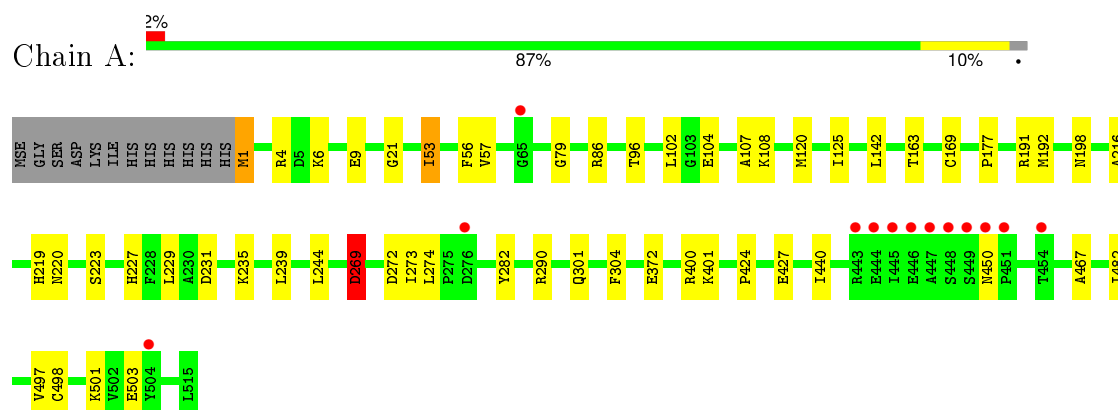 2%
Chain A:
87%
10%
MSE GLY SER ASP LYS ILE HIS HIS HIS HIS HIS HIS M1 R4 D5 K6 E9 G21 I53 F56 V57 G65 G79 R86 T96 L102 G103 E104 A107 K108 M120 I125 L142 T163 C169 P177 R191 M192 N198 A216
H219 N220 S223 H227 F228 L229 A230 D231 K235 L239 L244 D269 D272 I273 L274 P275 D276 Y282 R290 Q301 F304 E372 R400 K401 P424 E427 I440 R443 E444 I445 E446 A447 S448 S449 N450 P451 T454 A467 I482
V497 C498 K501 V502 E503 Y504 L515